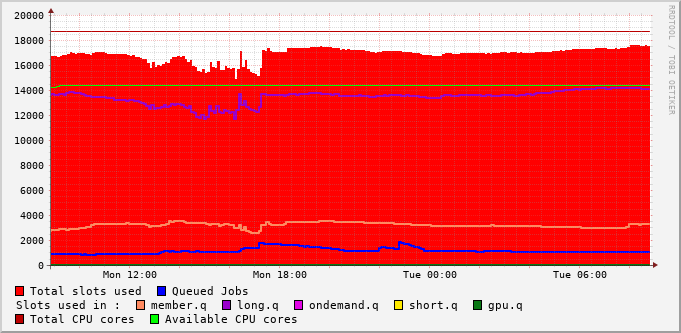 RRDTOOL / TOBI OETIKER
20000
18000
16000
14000
12000
10000
8000
6000
4000
2000
0
Mon 12:00 Mon 18:00 Tue 00:00 Tue 06:00
Total slots used Queued Jobs
Slots used in : member.q long.q ondemand.q short.q gpu.q
Total CPU cores Available CPU cores